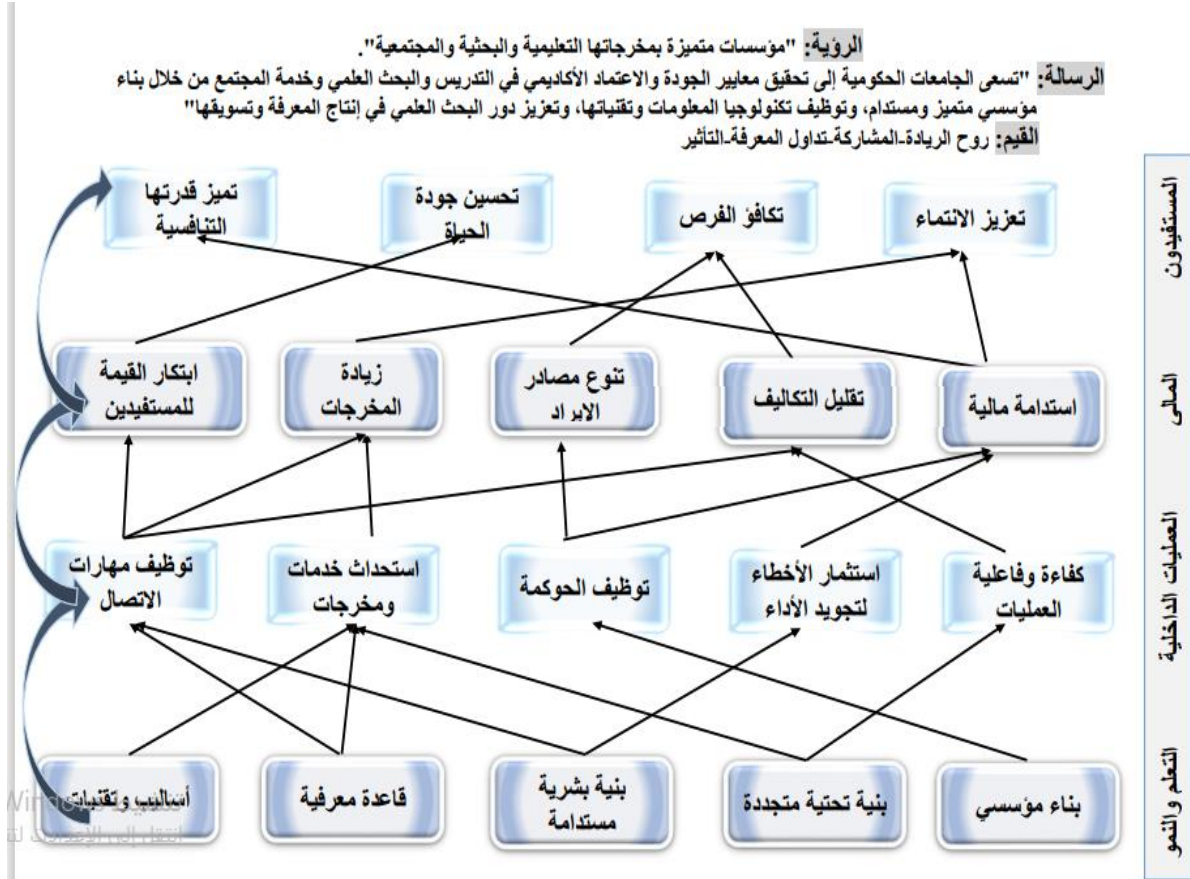 الرؤية: "مؤسسات متميزة بمخرجاتها التعليمية والبحثية والمجتمعية".
الرسالة: "تسعى الجامعات الحكومية إلى تحقيق معايير الجودة والاعتماد الأكاديمي في التدريس والبحث العلمي وخدمة المجتمع من خلال بناء
مؤسسي متميز ومستدام، وتوظيف تكنولوجيا المعلومات وتقنياتها، وتعزيز دور البحث العلمي في إنتاج المعرفة وتسويقها"
القيم: روح الريادة-المشاركة-تداول المعرفة-التأثير
المستفيدون
تعزيز الانتماء
تكافؤ الفرص
تحسين جودة
الحياة
تميز قدرتها
التنافسية
المالي
استدامة مالية
تقليل التكاليف
تنوع مصادر
الايراد
زيادة
المخرجات
ابتكار القيمة
للمستفيدين
العمليات الداخلية
كفاءة وفاعلية
العمليات
استثمار الأخطاء
لتجويد الأداء
توظيف الحوكمة
استحداث خدمات
ومخرجات
توظيف مهارات
الاتصال
التعلم والنمو
بناء مؤسسي
بنية تحتية متجددة
بنية بشرية
مستدامة
قاعدة معرفية
أساليب وتقنيات